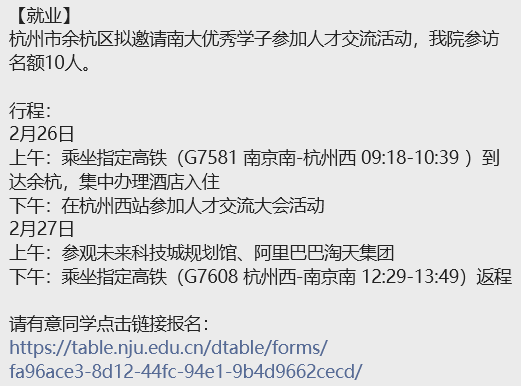 【就业】
杭州市余杭区拟邀请南大优秀学子参加人才交流活动，我院参访
名额10人。
行程：
2月26日
上午：乘坐指定高铁（G7581 南京南-杭州西 09:18-10:39 ）到
达余杭，集中办理酒店入住
下午：在杭州西站参加人才交流大会活动
2月27日
上午：参观未来科技城规划馆、阿里巴巴淘天集团
下午：乘坐指定高铁（G7608 杭州西-南京南 12:29-13:49）返程
请有意同学点击链接报名：
https://table.nju.edu.cn/dtable/forms/
fa96ace3-8d12-44fc-94e1-9b4d9662cecd/